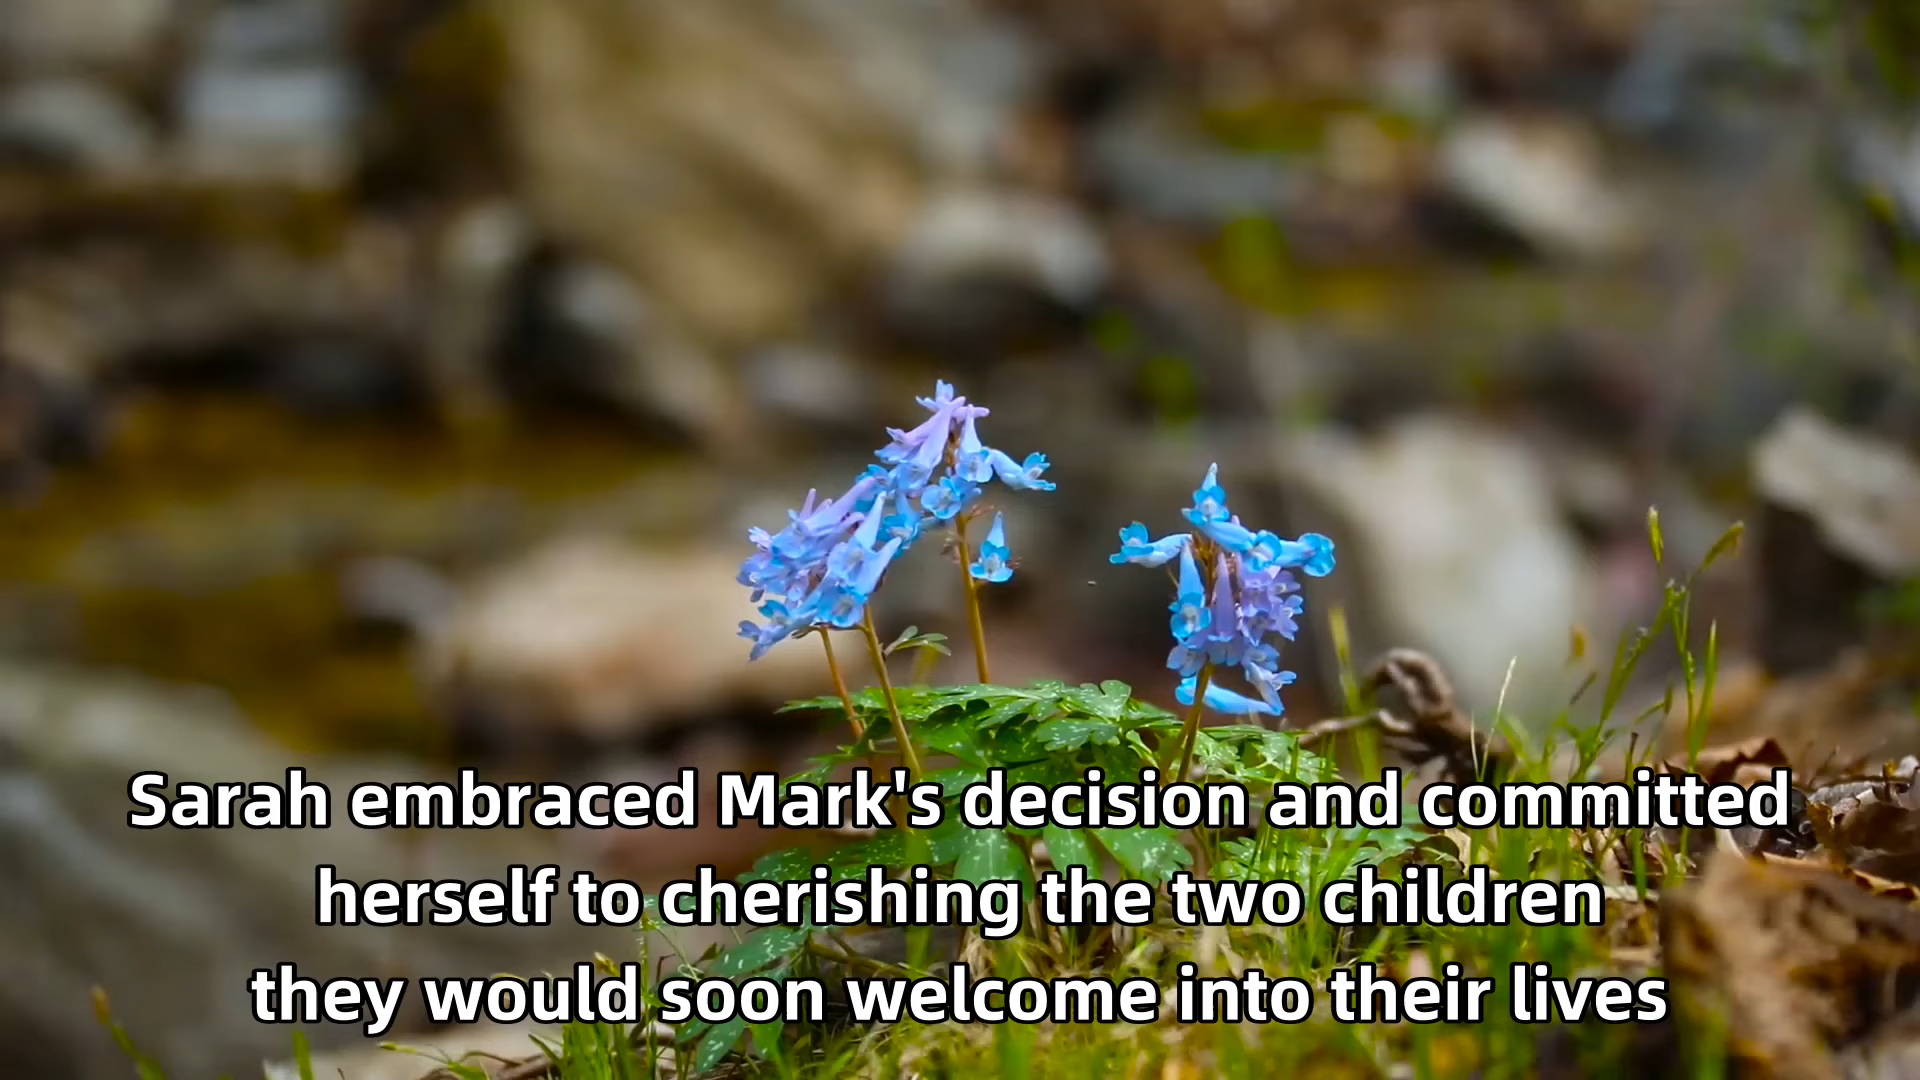 Sarah embraced Mark's decision and committed
herself to cherishing the two children
they would soon welcome into their lives